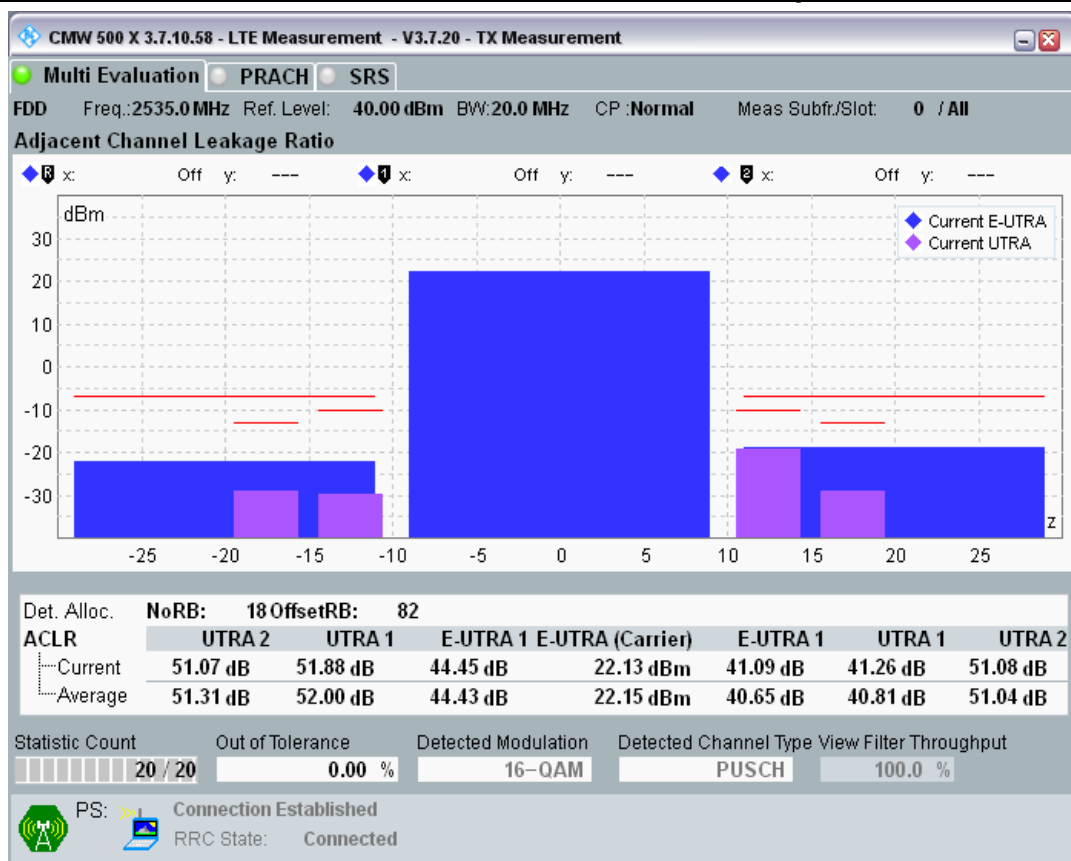 CMW 500 X 3.7.10.58 - LTE Measurement - V3.7.20 - TX Measurement
Multi Evaluation PRACH SRS
FDD Freq.:2535.0 MHz Ref. Level: 40.00 dBm BW:20.0 MHz CP :Normal Meas Subfr./Slot: 0 / All
Adjacent Channel Leakage Ratio
R x: Off y: --- 1 x: Off y: --- 2 x: Off y: ---
dBm
Current E-UTRA
Current UTRA
30
20
10
0
-10
-20
-30
z
-25 -20 -15 -10 -5 0 5 10 15 20 25
Det. Alloc. NoRB: 18 OffsetRB: 82
ACLR UTRA 2 UTRA 1 E-UTRA 1 E-UTRA (Carrier) E-UTRA 1 UTRA 1 UTRA 2
Current 51.07 dB 51.88 dB 44.45 dB 22.13 dBm 41.09 dB 41.26 dB 51.08 dB
Average 51.31 dB 52.00 dB 44.43 dB 22.15 dBm 40.65 dB 40.81 dB 51.04 dB
Statistic Count Out of Tolerance Detected Modulation Detected Channel Type View Filter Throughput
20 / 20 0.00 % 16-QAM PUSCH 100.0 %
PS: Connection Established
RRC State: Connected